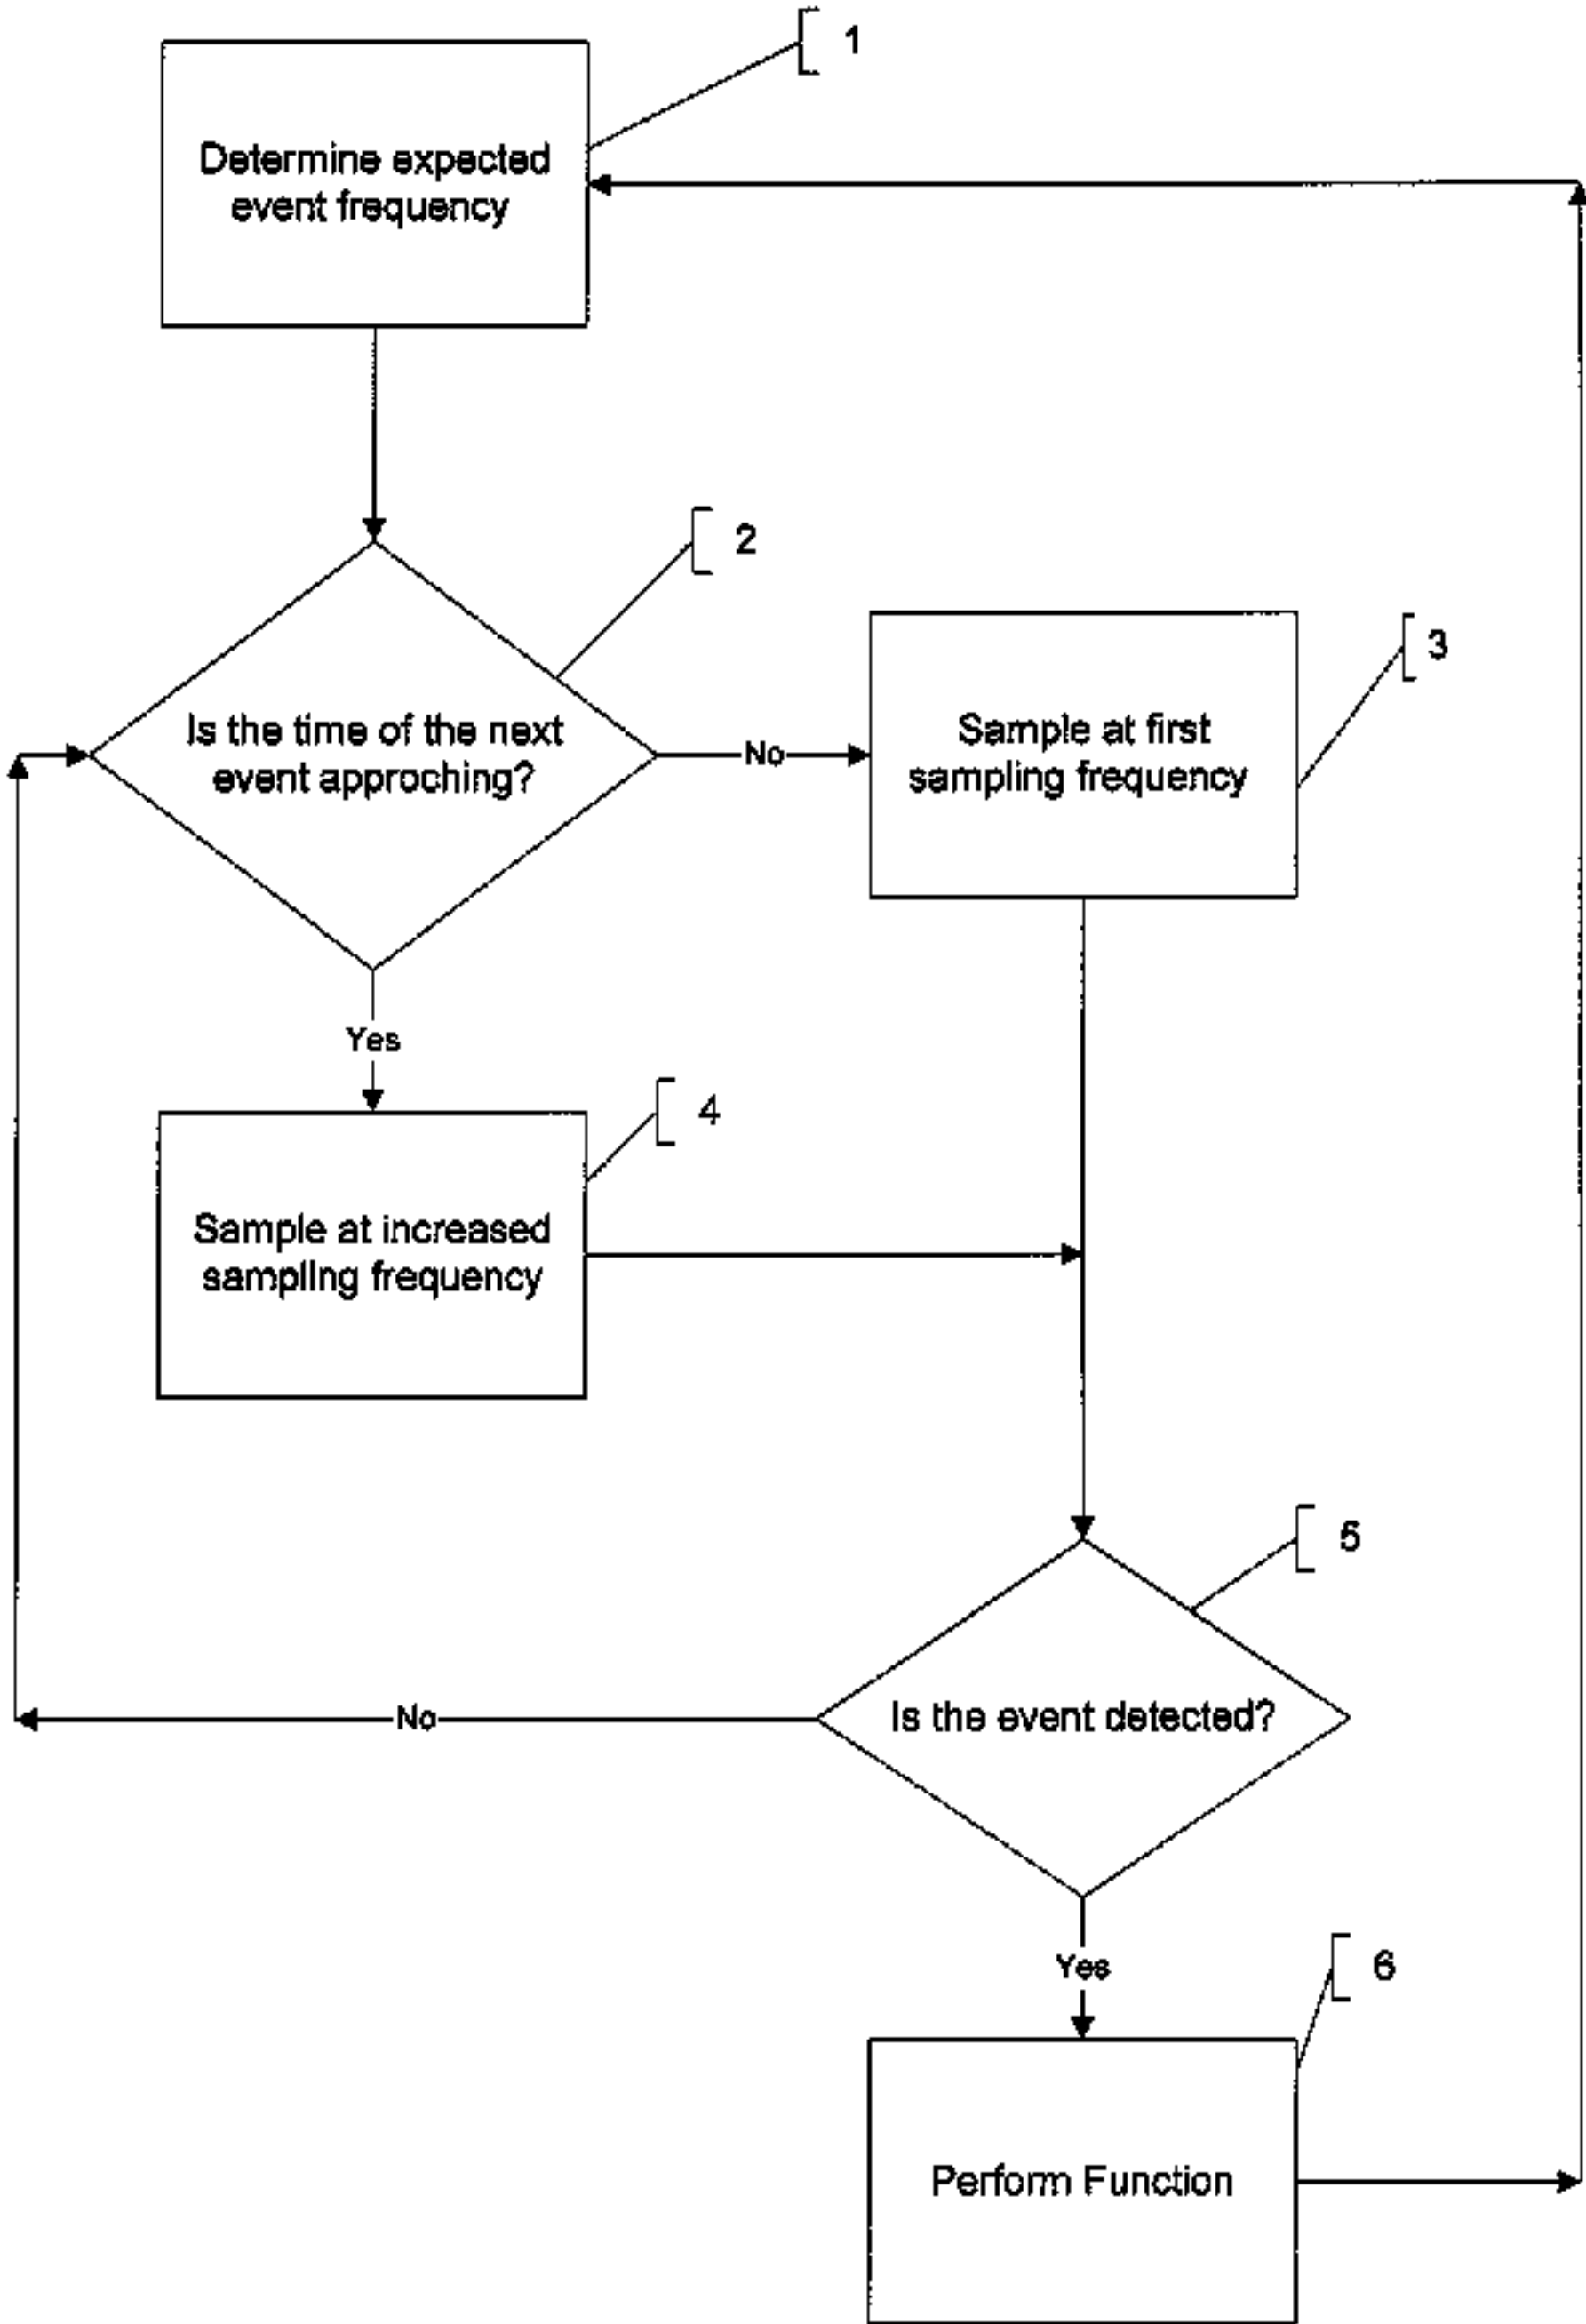 1
Determine expected
event frequency
2
Is the time of the next
event approching?
No
3
Sample at first
sampling frequency
Yes
4
Sample at increased
sampling frequency
5
Is the event detected?
No
Yes
6
Perform Function